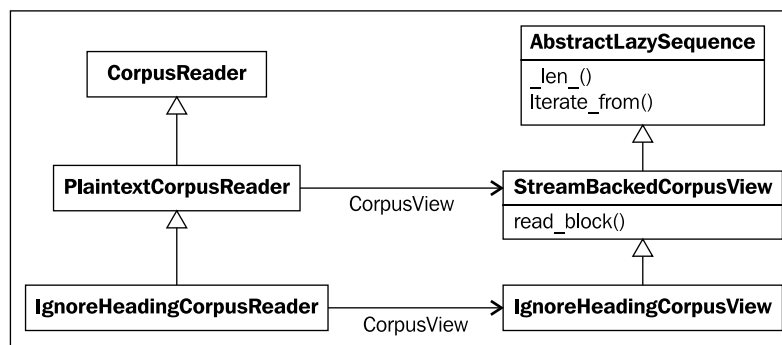 CorpusReader
AbstractLazySequence
_len_()
Iterate_from()
PlaintextCorpusReader
CorpusView
StreamBackedCorpusView
read_block()
IgnoreHeadingCorpusReader
CorpusView
IgnoreHeadingCorpusView